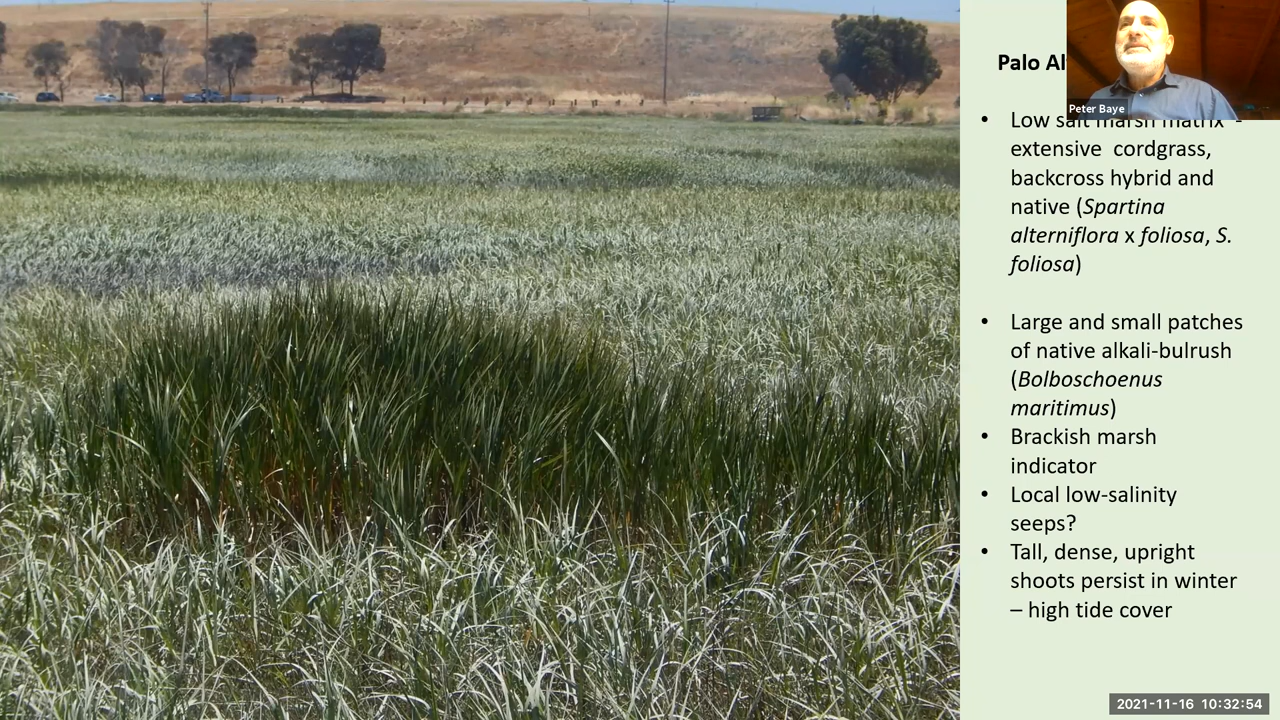 Palo Al
Peter Baye
• Low salt marsh matrix -
extensive cordgrass,
backcross hybrid and
native (Spartina
alterniflora x foliosa, S.
foliosa)
• Large and small patches
of native alkali-bulrush
(Bolboschoenus
maritimus)
• Brackish marsh
indicator
• Local low-salinity
seeps?
• Tall, dense, upright
shoots persist in winter
– high tide cover
2021-11-16 10:32:54